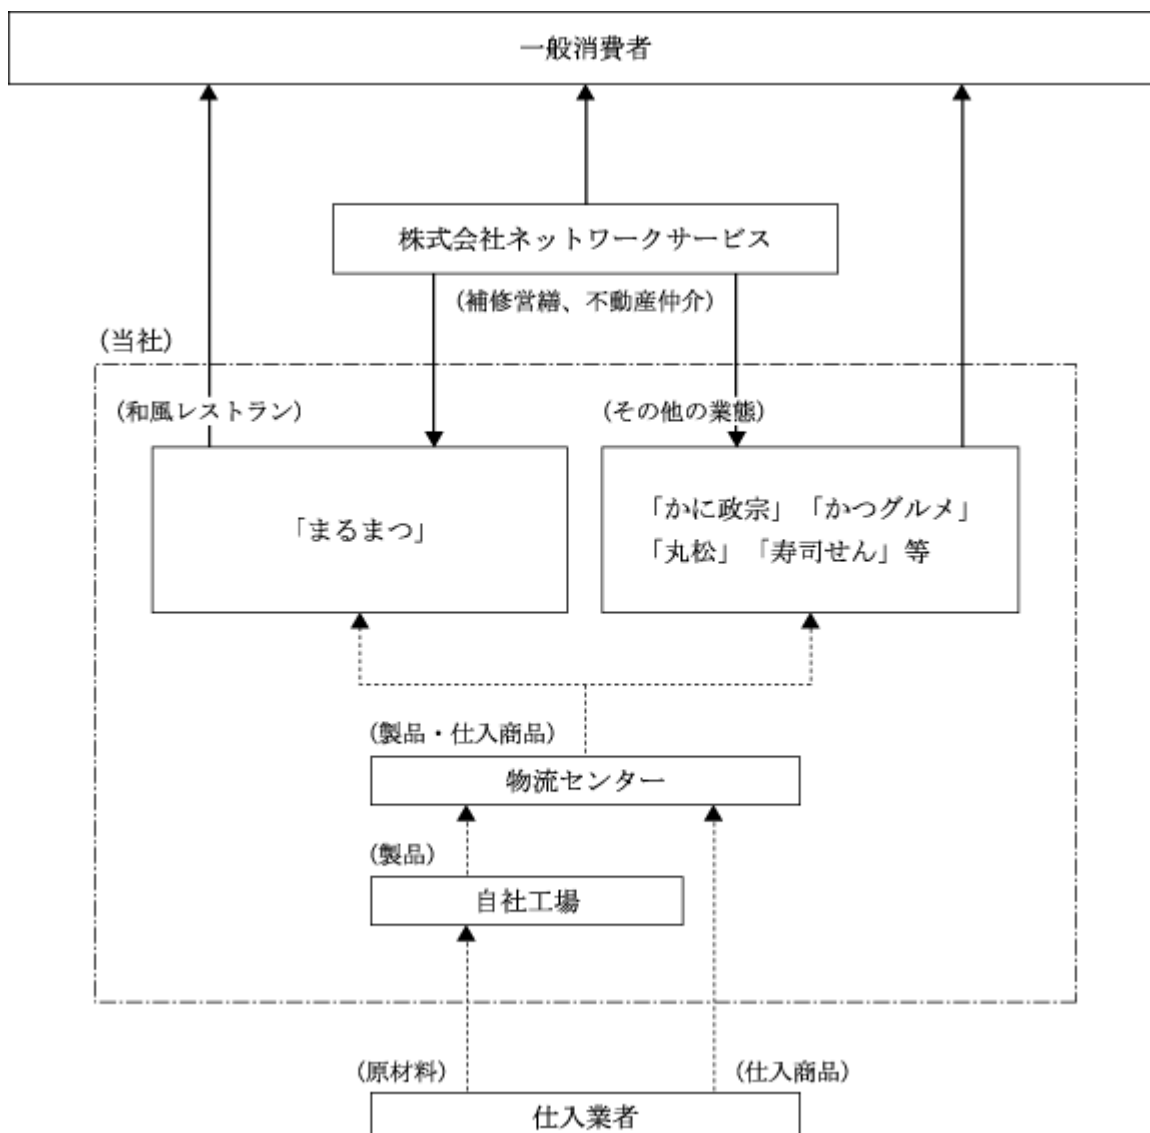 一般消費者
株式会社ネットワークサービス
(補修営繕、不動産仲介)
(当社)
(和風レストラン)
(その他の業態)
「まるまつ」
「かに政宗」「かつグルメ」
「丸松」「寿司せん」等
(製品・仕入商品)
物流センター
(製品)
自社工場
(原材料)
(仕入商品)
仕入業者